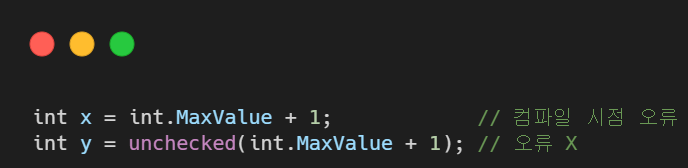 int x = int.MaxValue + 1;            // 컴파일 시점 오류
int y = unchecked(int.MaxValue + 1); // 오류 X